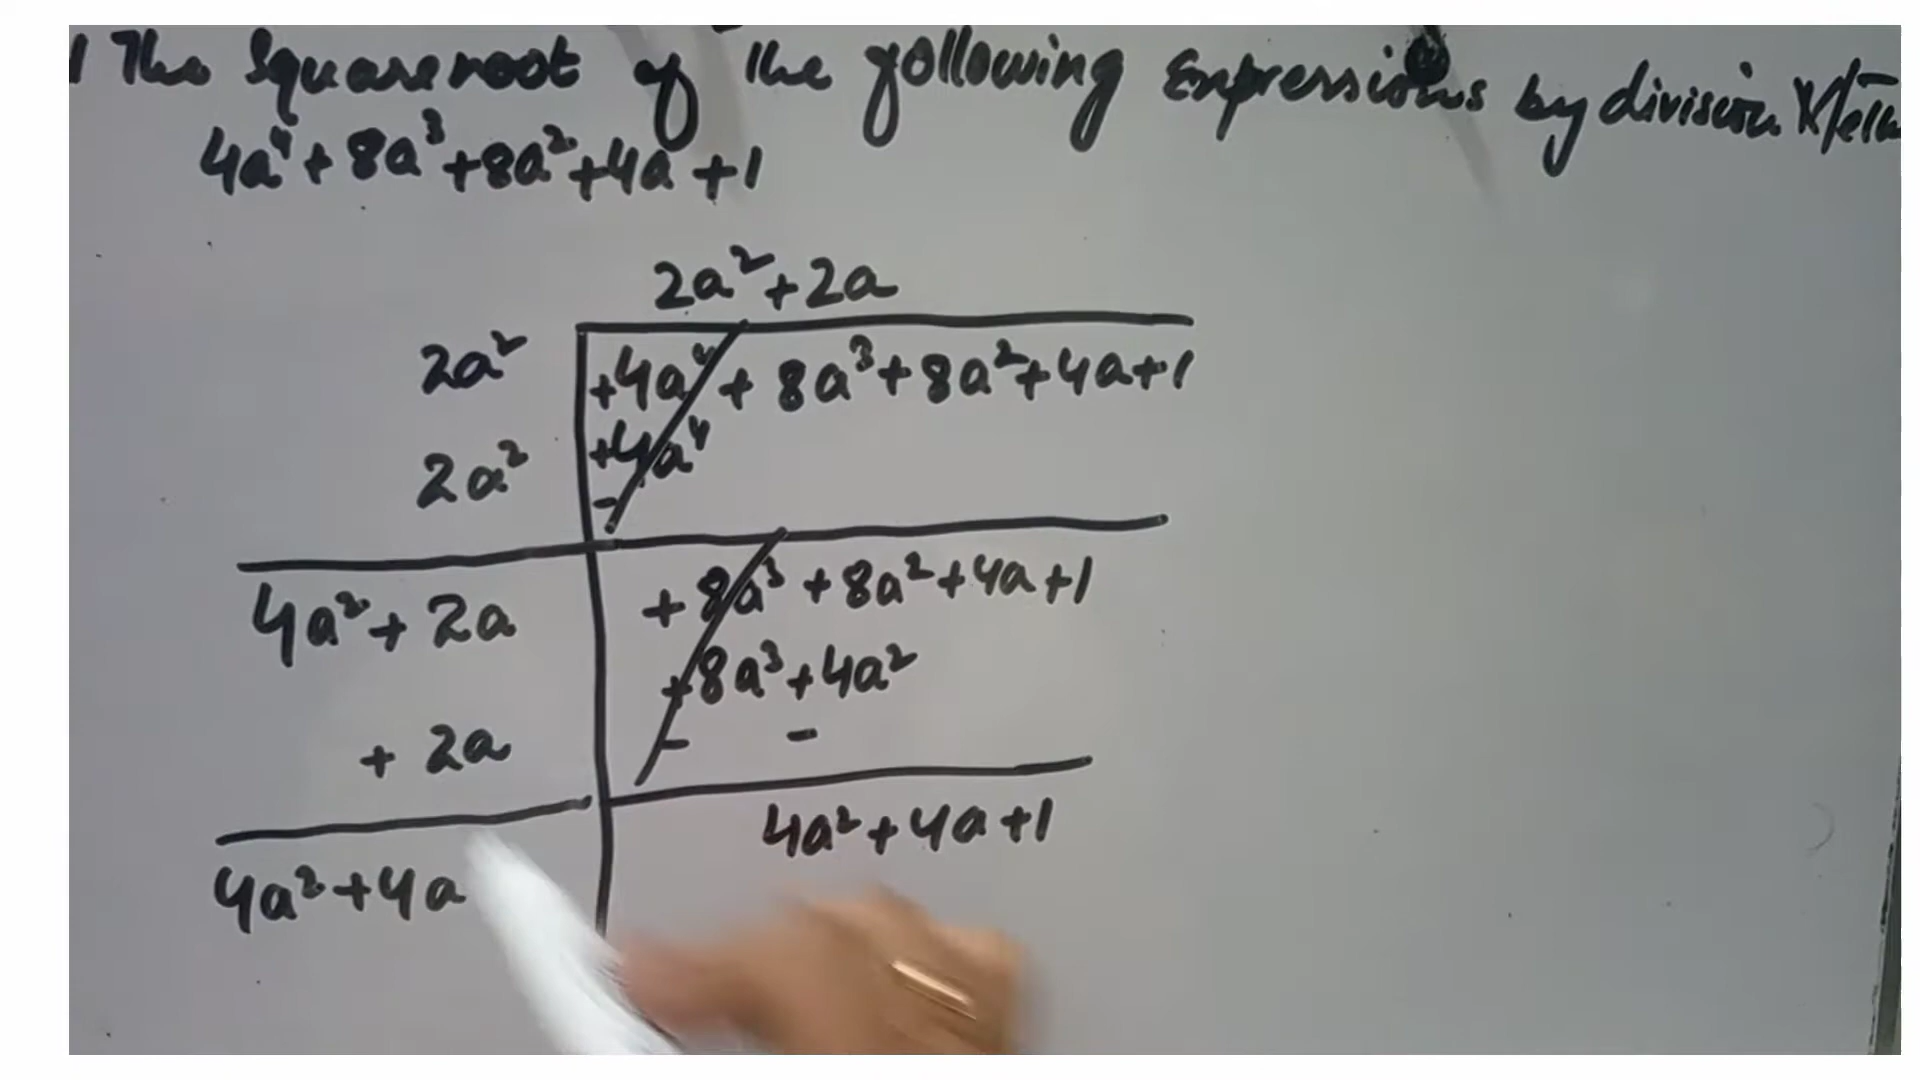 The Squareroot of the following Expressions by division
4a⁴+8a³+8a²+4a+1
2a²+2a
2a² +4a⁴+8a³+8a²+4a+1
2a² +4a⁴
-
4a²+2a +8a³+8a²+4a+1
+8a³+4a²
+2a - -
4a²+4a+1
4a²+4a